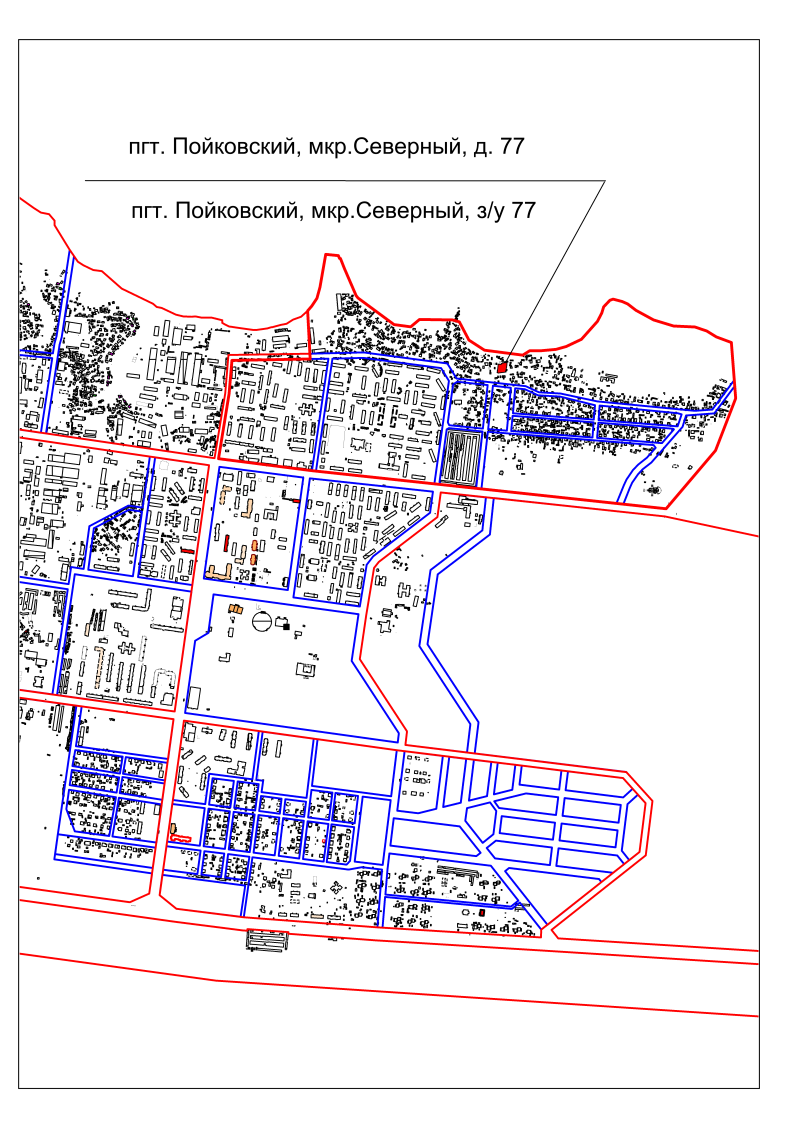 пгт. Пойковский, мкр.Северный, д. 77
пгт. Пойковский, мкр.Северный, з/у 77